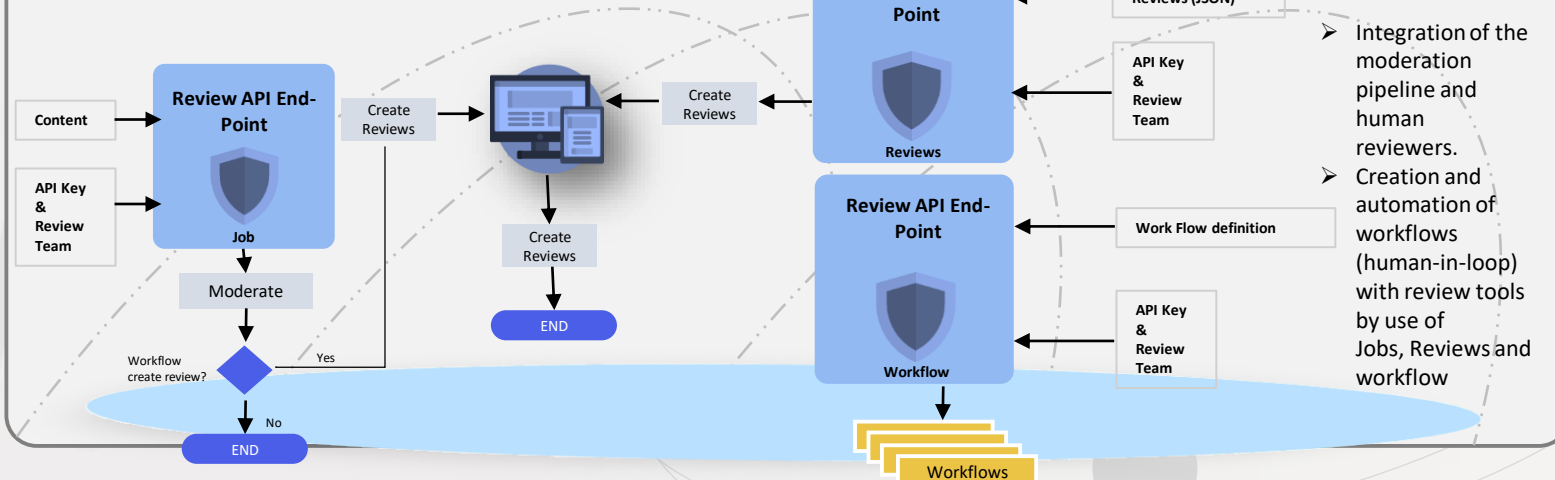 Content
API Key
&
Review
Team
Review API End-
Point
Job
Moderate
Workflow
create review?
Yes
No
END
Create
Reviews
Create
Reviews
END
Create
Reviews
Point
Reviews
Reviews (JSON)
API Key
&
Review
Team
Review API End-
Point
Workflow
Work Flow definition
API Key
&
Review
Team
Workflows
➢ Integration of the
moderation
pipeline and
human
reviewers.
➢ Creation and
automation of
workflows
(human-in-loop)
with review tools
by use of
Jobs, Reviews and
workflow